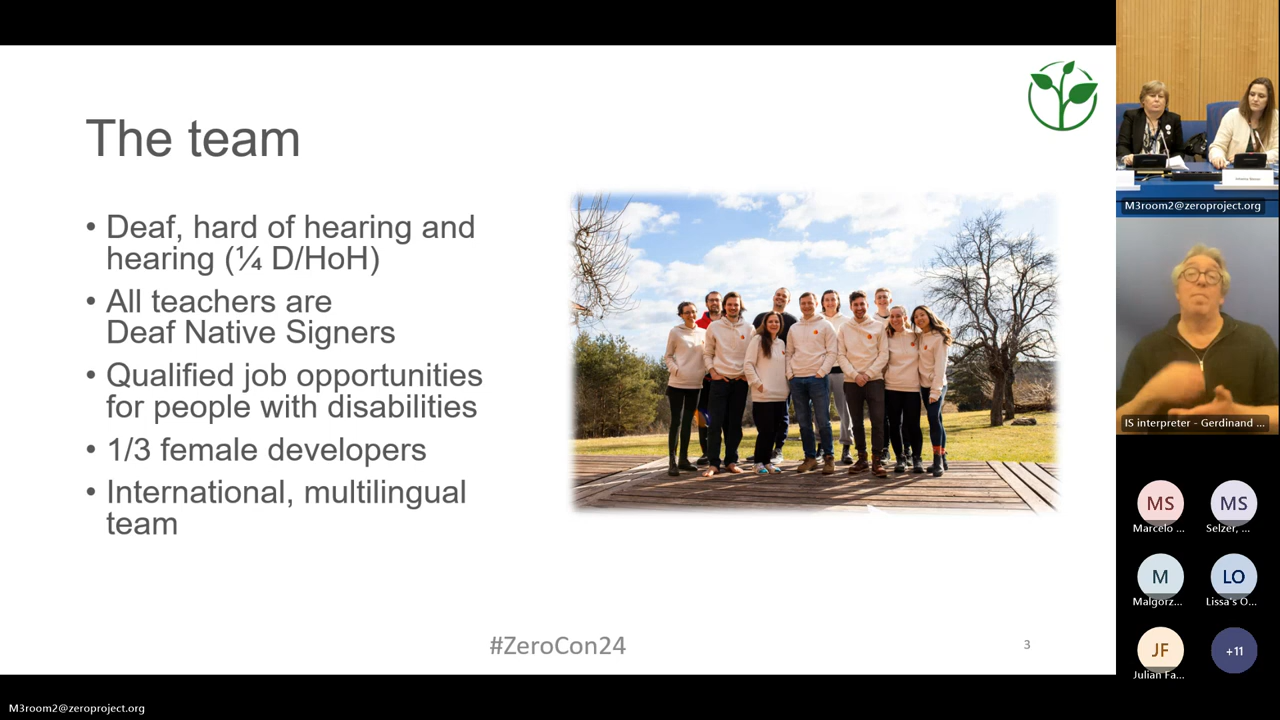 The team
• Deaf, hard of hearing and
hearing (¼ D/HoH)
• All teachers are
Deaf Native Signers
• Qualified job opportunities
for people with disabilities
• 1/3 female developers
• International, multilingual
team
#ZeroCon24
3
M3room2@zeroproject.org
IS interpreter - Gerdinand ...
MS
Marcelo ...
MS
Selzer, ...
M
Malgorz...
LO
Lissa's O...
JF
Julian Fa...
+11
M3room2@zeroproject.org